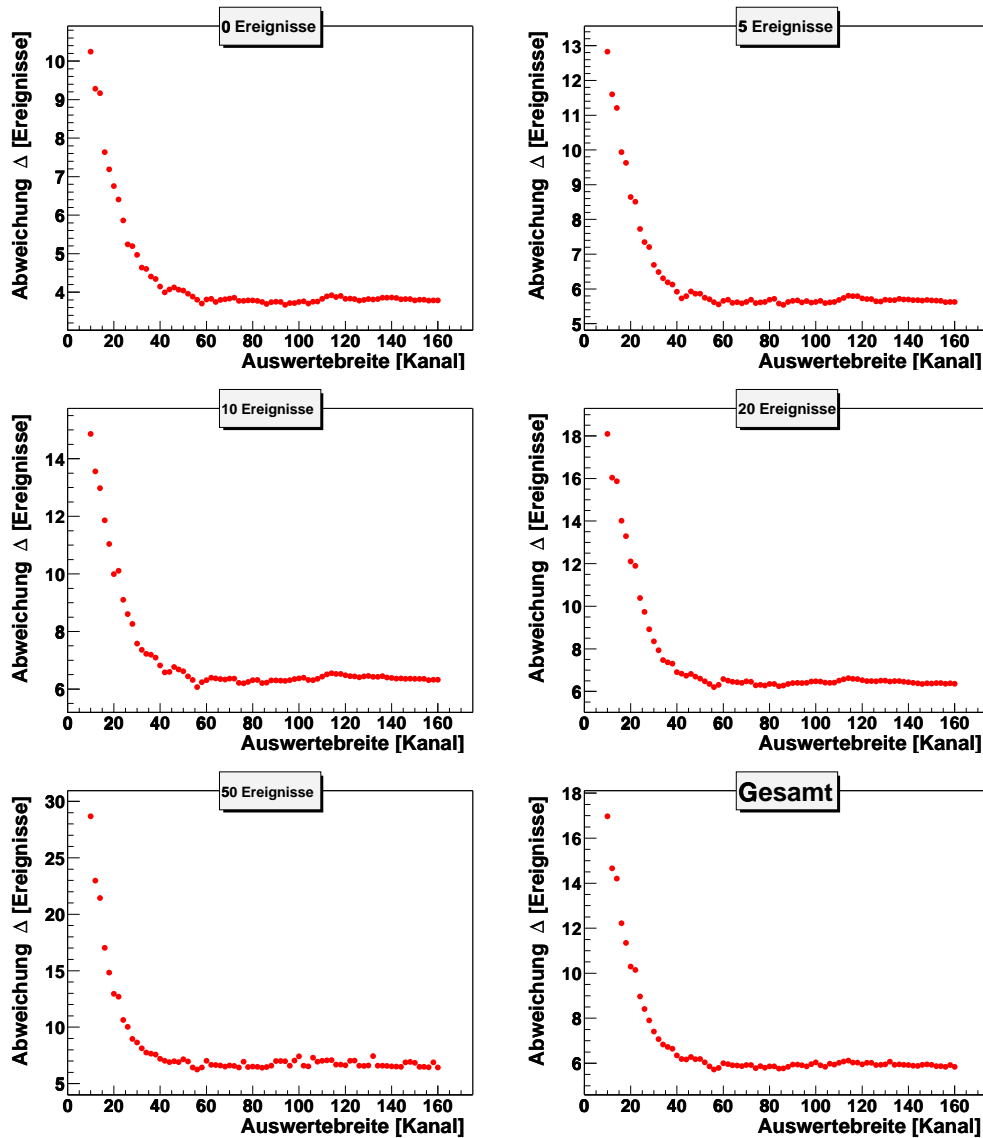 0 Ereignisse
Abweichung Δ [Ereignisse]
10
9
8
7
6
5
4
0 20 40 60 80 100 120 140 160
Auswertebreite [Kanal]
5 Ereignisse
Abweichung Δ [Ereignisse]
13
12
11
10
9
8
7
6
5
0 20 40 60 80 100 120 140 160
Auswertebreite [Kanal]
10 Ereignisse
Abweichung Δ [Ereignisse]
14
12
10
8
6
0 20 40 60 80 100 120 140 160
Auswertebreite [Kanal]
20 Ereignisse
Abweichung Δ [Ereignisse]
18
16
14
12
10
8
6
0 20 40 60 80 100 120 140 160
Auswertebreite [Kanal]
50 Ereignisse
Abweichung Δ [Ereignisse]
30
25
20
15
10
5
0 20 40 60 80 100 120 140 160
Auswertebreite [Kanal]
Gesamt
Abweichung Δ [Ereignisse]
18
16
14
12
10
8
6
0 20 40 60 80 100 120 140 160
Auswertebreite [Kanal]